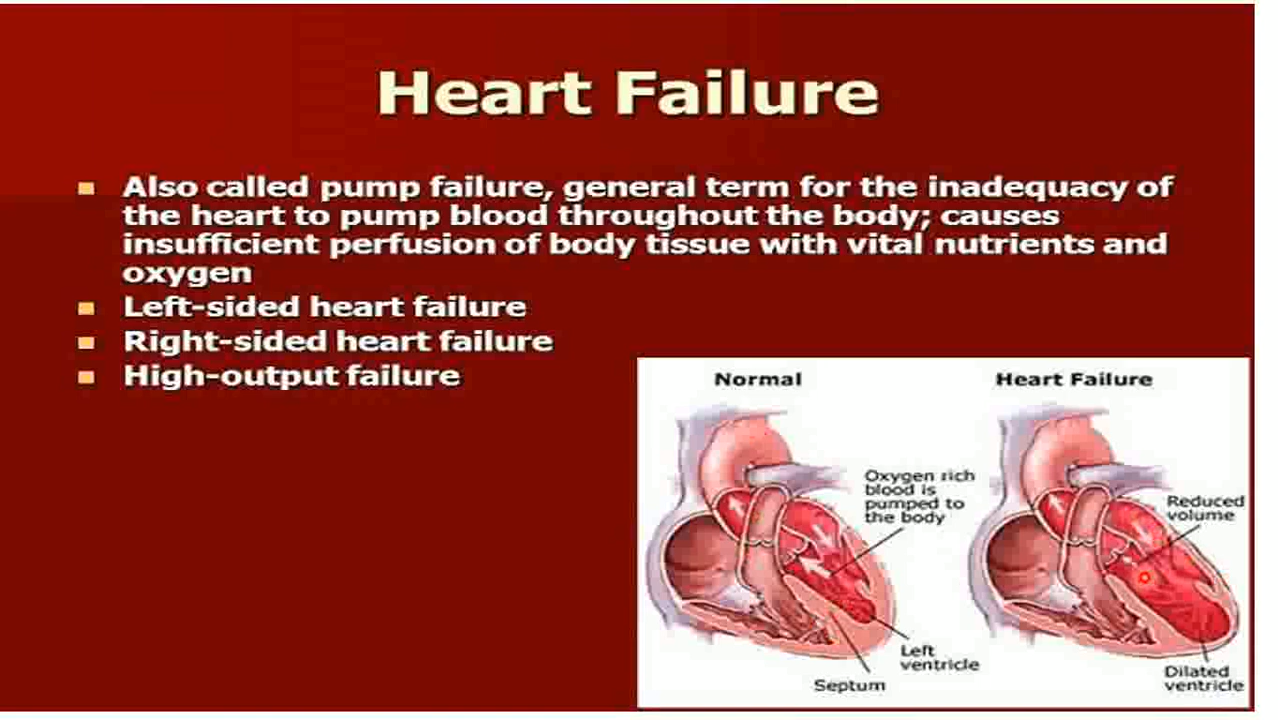 Heart Failure
Also called pump failure, general term for the inadequacy of
the heart to pump blood throughout the body; causes
insufficient perfusion of body tissue with vital nutrients and
oxygen
Left-sided heart failure
Right-sided heart failure
High-output failure
Normal
Oxygen rich
blood is
pumped to
the body
Left
ventricle
Septum
Heart Failure
Reduced
volume
Dilated
ventricle